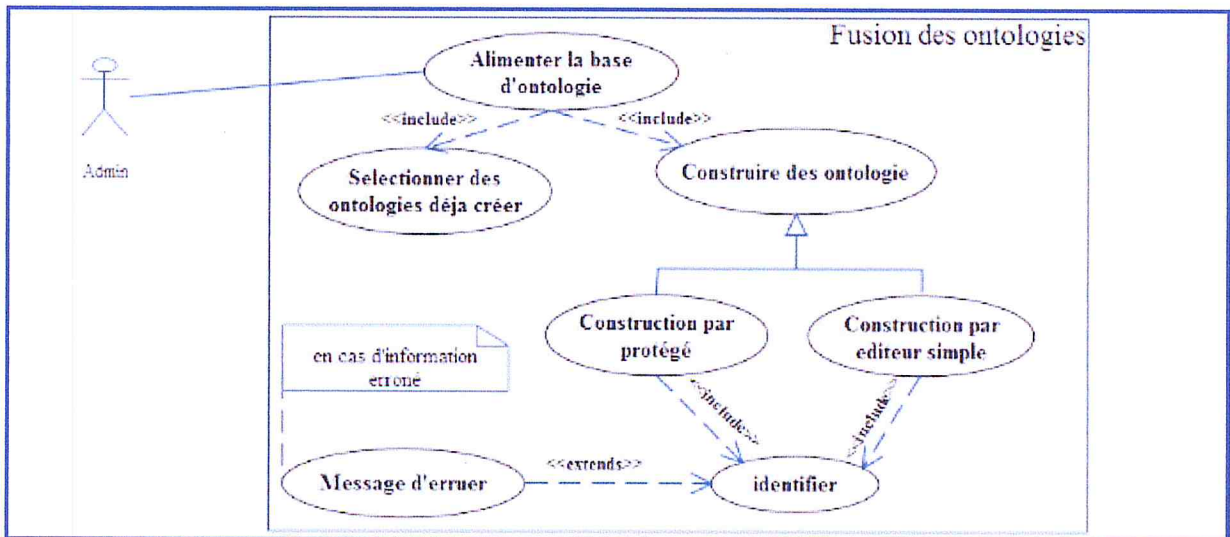 Fusion des ontologies
Alimenter la base
d'ontologie
<<include>>
<<include>>
Admin
Selectionner des
ontologies déja créer
Construire des ontologie
Construction par
protégé
Construction par
editeur simple
en cas d'information
erroné
<<include>>
<<include>>
Message d'erruer
<<extends>>
identifier